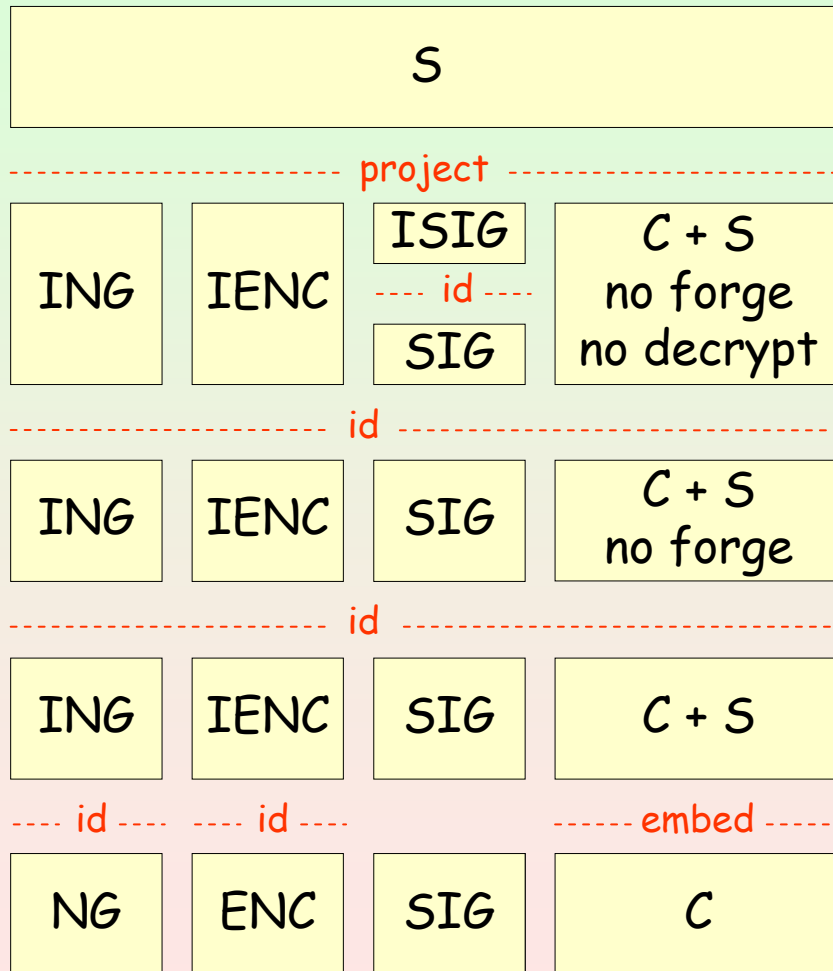 S
project
ING IENC ISIG C + S
id no forge
SIG no decrypt
id
ING IENC SIG C + S
no forge
id
ING IENC SIG C + S
id id embed
NG ENC SIG C